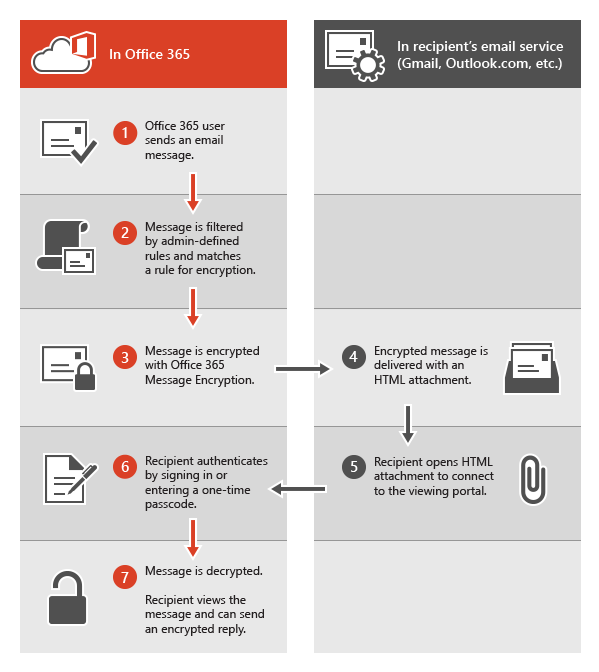 In Office 365
In recipient's email service
(Gmail, Outlook.com, etc.)
1
Office 365 user
sends an email
message.
2
Message is filtered
by admin-defined
rules and matches
a rule for encryption.
3
Message is encrypted
with Office 365
Message Encryption.
4
Encrypted message is
delivered with an
HTML attachment.
5
Recipient opens HTML
attachment to connect
to the viewing portal.
6
Recipient authenticates
by signing in or
entering a one-time
passcode.
7
Message is decrypted.
Recipient views the
message and can send
an encrypted reply.